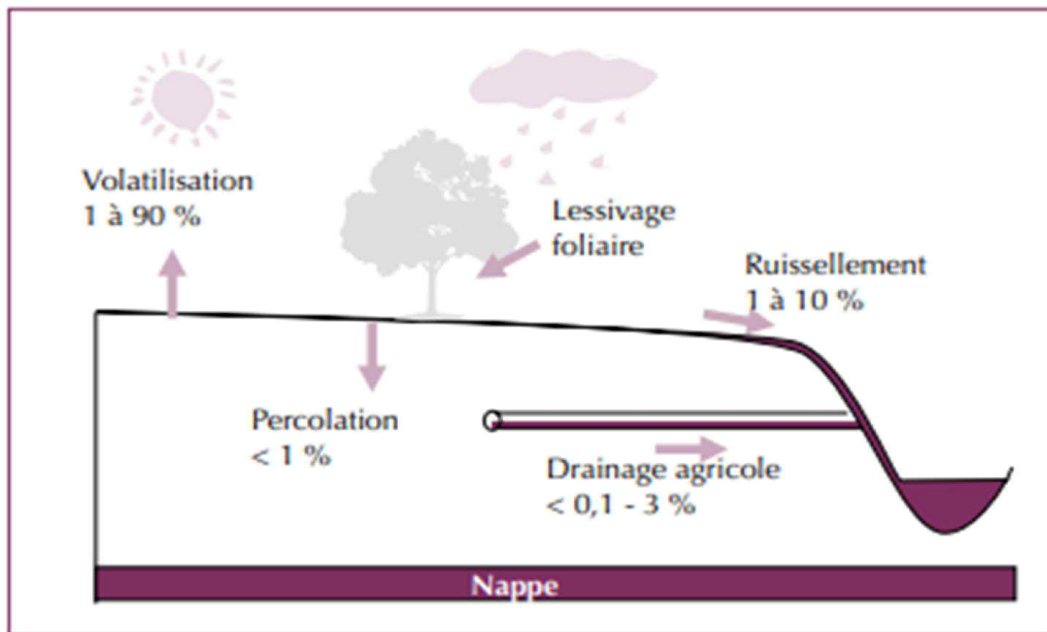 Volatilisation
1 à 90 %
Lessivage
foliaire
Ruissellement
1 à 10 %
Percolation
< 1 %
Drainage agricole
< 0,1 - 3 %
Nappe